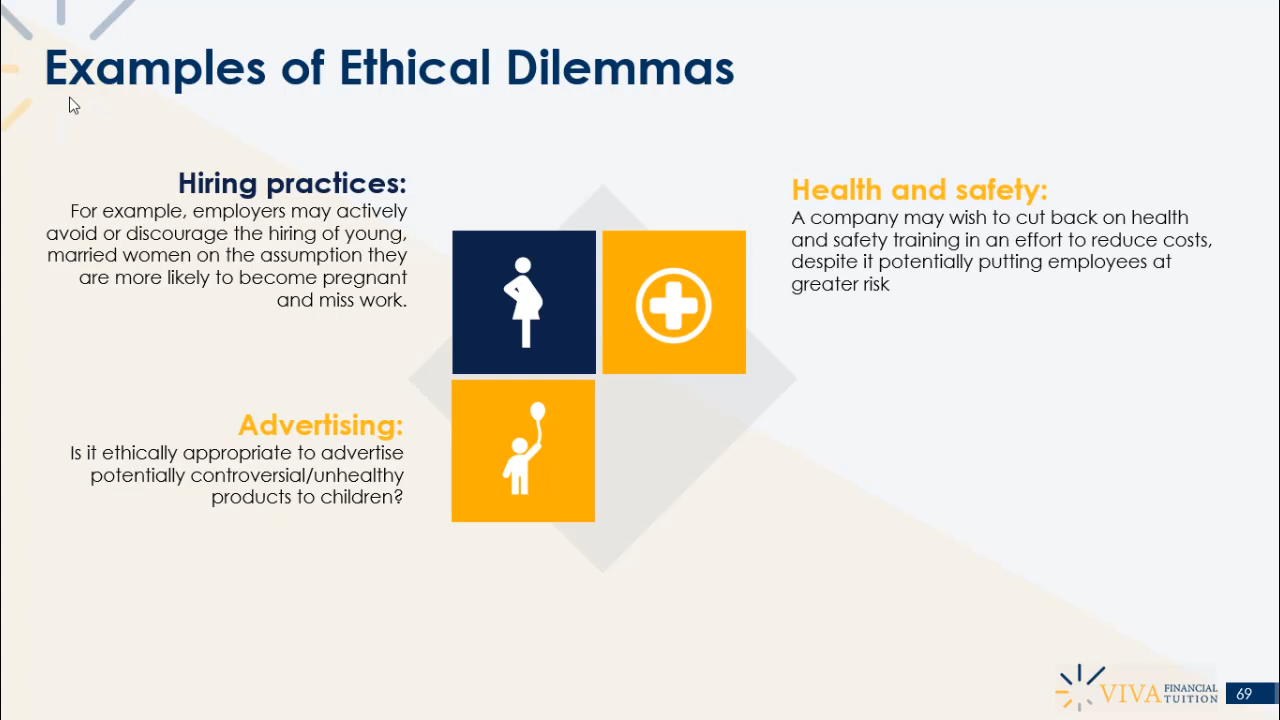 Examples of Ethical Dilemmas
Hiring practices:
For example, employers may actively
avoid or discourage the hiring of young,
married women on the assumption they
are more likely to become pregnant
and miss work.
Health and safety:
A company may wish to cut back on health
and safety training in an effort to reduce costs,
despite it potentially putting employees at
greater risk
Advertising:
Is it ethically appropriate to advertise
potentially controversial/unhealthy
products to children?
VIVA FINANCIAL
TUITION
69